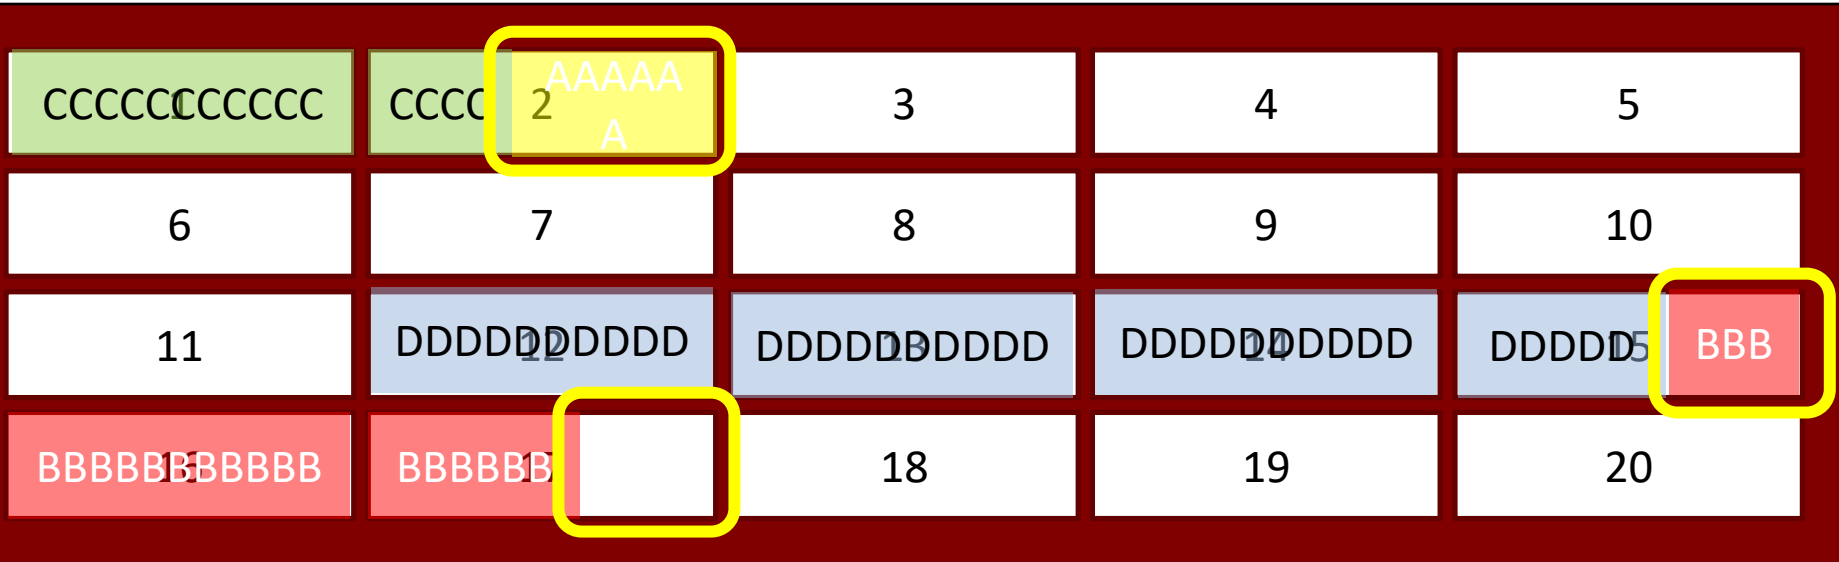 CCCCCCCCCCC 1 CCCC 2 AAAAA 3 4 5
A
6 7 8 9 10
11 DDDDDDDDDD 12 DDDDDDDDDD 13 DDDDDDDDDD 14 DDDDD 15 BBB
BBBBBBBBBBB 16 BBBBBB 17 18 19 20